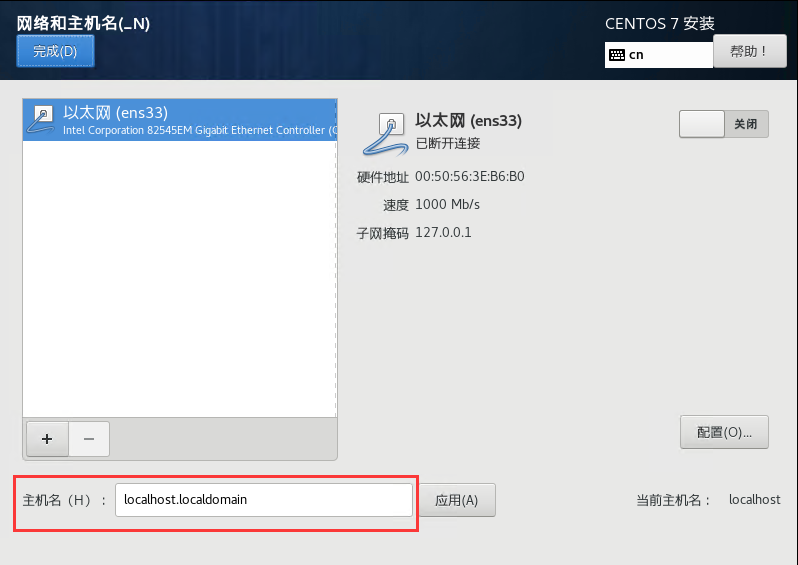 网络和主机名(_N)
CENTOS 7 安装
完成(D)
cn
帮助！
以太网 (ens33)
Intel Corporation 82545EM Gigabit Ethernet Controller (
以太网 (ens33)
已断开连接
关闭
硬件地址 00:50:56:3E:B6:B0
速度 1000 Mb/s
子网掩码 127.0.0.1
+
−
配置(O)...
主机名（H）： localhost.localdomain
应用(A)
当前主机名： localhost